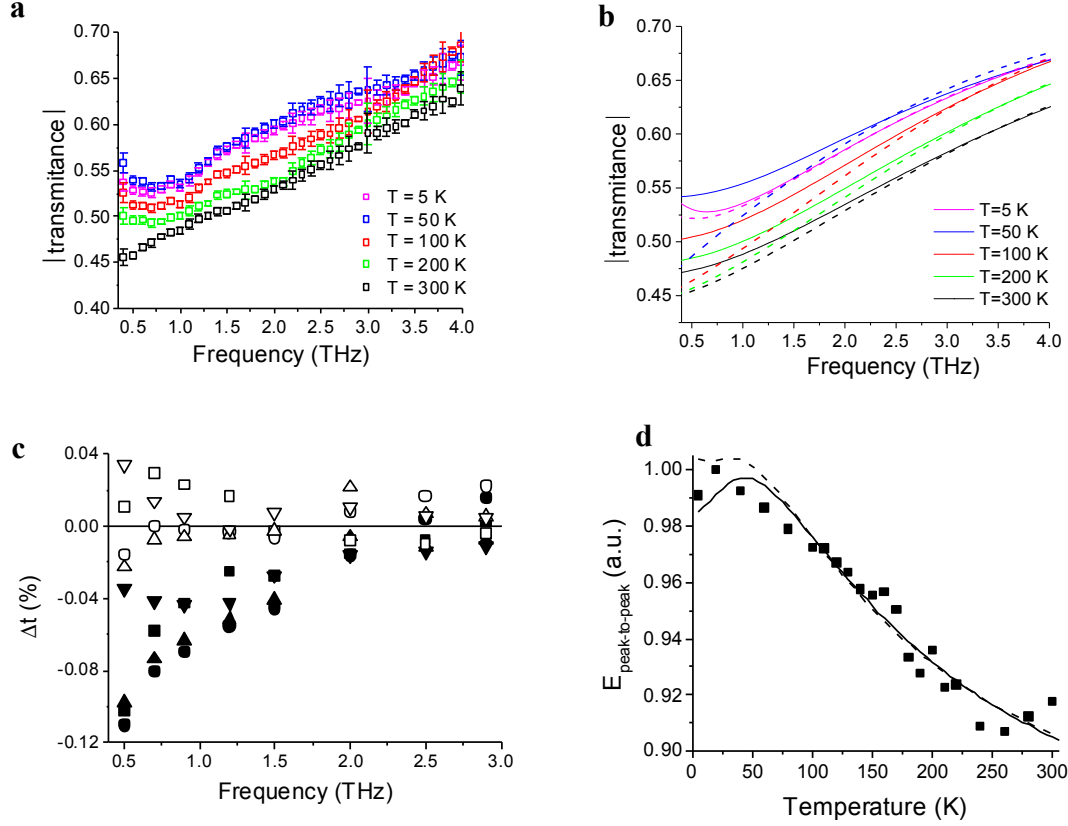 a
0.70
0.65
0.60
0.55
0.50
0.45
0.40
|transmitance|
T = 5 K
T = 50 K
T = 100 K
T = 200 K
T = 300 K
0.5 1.0 1.5 2.0 2.5 3.0 3.5 4.0
Frequency (THz)
b
0.70
0.65
0.60
0.55
0.50
0.45
|transmitance|
T=5 K
T=50 K
T=100 K
T=200 K
T=300 K
0.5 1.0 1.5 2.0 2.5 3.0 3.5 4.0
Frequency (THz)
c
0.04
0.00
-0.04
-0.08
-0.12
Δt (%)
0.5 1.0 1.5 2.0 2.5 3.0
Frequency (THz)
d
1.00
0.98
0.96
0.94
0.92
0.90
E peak-to-peak (a.u.)
0 50 100 150 200 250 300
Temperature (K)